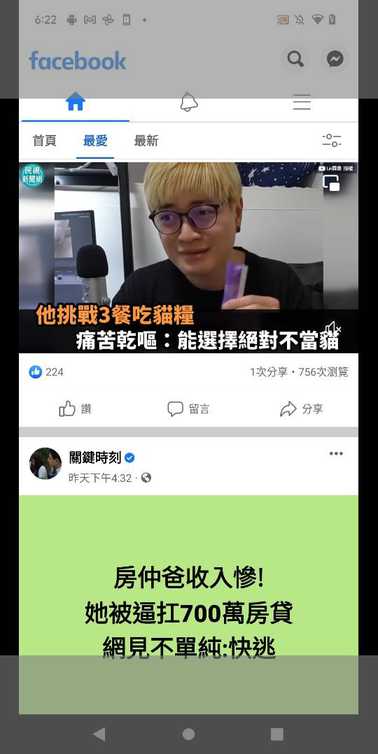 6:22
facebook
首頁
最愛
最新
民視
新聞網
他挑戰3餐吃貓糧
痛苦乾嘔：能選擇絕對不當貓
224
1次分享・756次瀏覽
讚
留言
分享
關鍵時刻
昨天下午4:32 ·
房仲爸收入慘!
她被逼扛700萬房貸
網見不單純:快逃